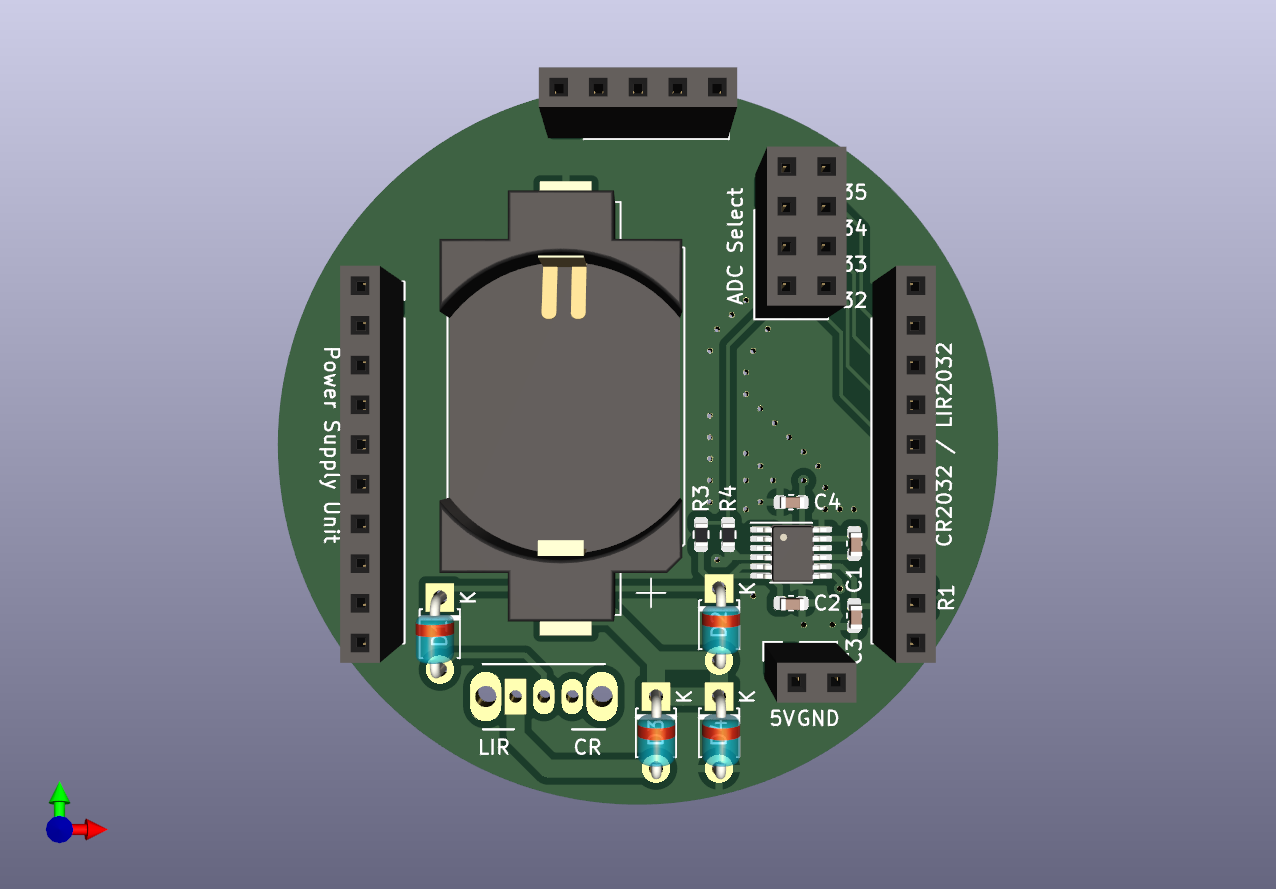 ADC Select
35
34
33
32
Power Supply Unit
CR2032 / LIR2032
R3
R4
C4
C1
C2
R1
C3
K
K
K
K
5VGND
LIR
CR